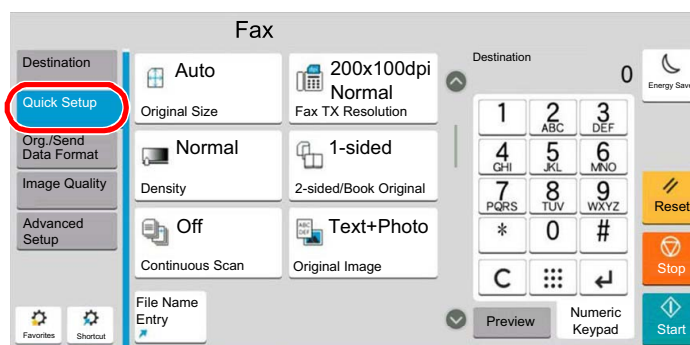 Fax
Destination
Quick Setup
Org./Send
Data Format
Image Quality
Advanced
Setup
Favorites
Shortcut
Auto
Original Size
200x100dpi
Normal
Fax TX Resolution
Normal
Density
1-sided
2-sided/Book Original
Off
Continuous Scan
ABC
DEF
Text+Photo
Original Image
File Name
Entry
Destination
0
1
2
ABC
3
DEF
4
GHI
5
JKL
6
MNO
7
PQRS
8
TUV
9
WXYZ
*
0
#
C
Preview
Numeric
Keypad
Energy Save
Reset
Stop
Start